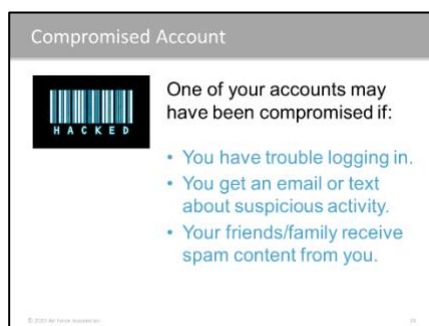 Compromised Account
HACKED
One of your accounts may
have been compromised if:
• You have trouble logging in.
• You get an email or text
about suspicious activity.
• Your friends/family receive
spam content from you.